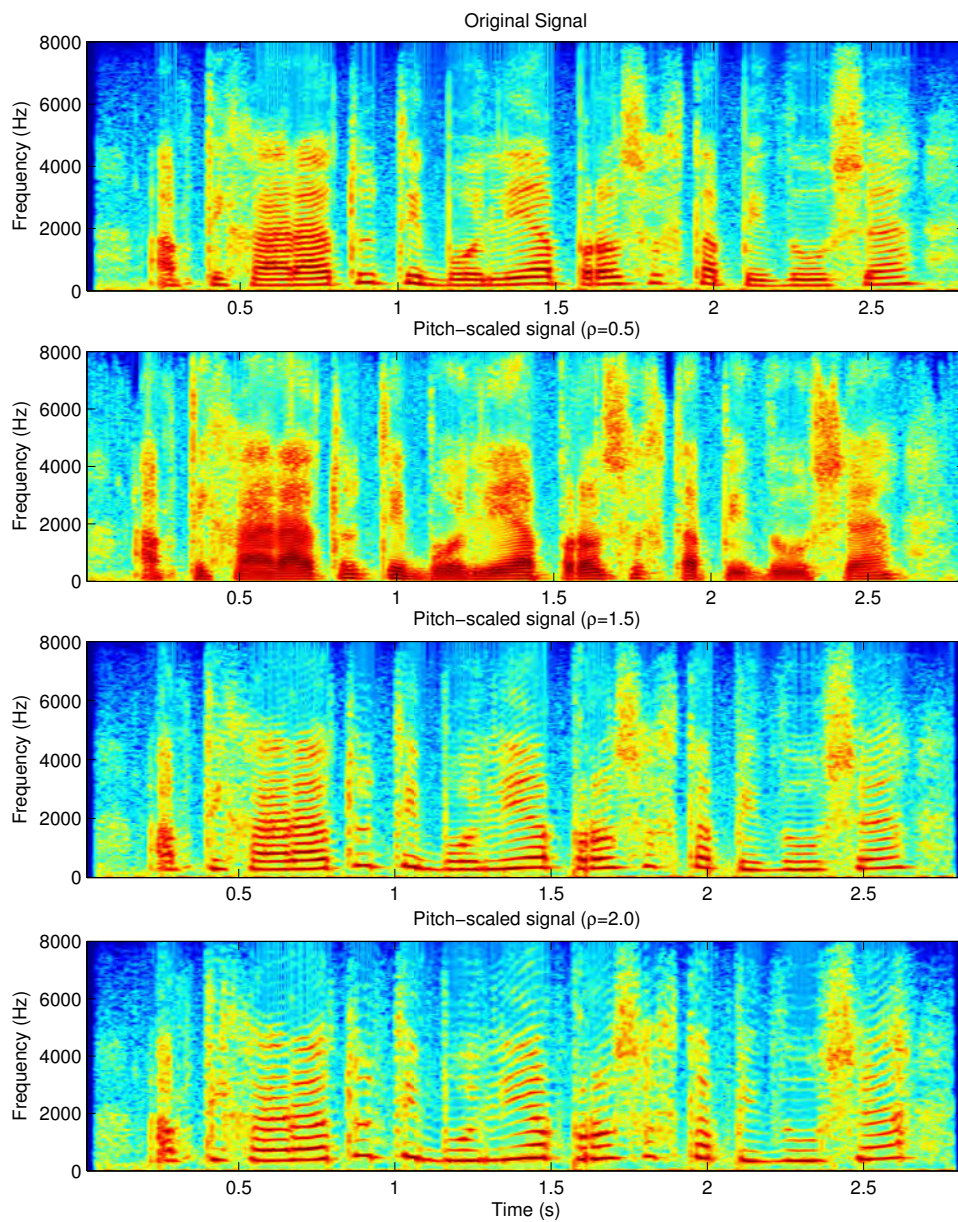 Original Signal
8000
6000
4000
2000
0
Frequency (Hz)
0.5 1 1.5 2 2.5
Pitch−scaled signal (ρ=0.5)
8000
6000
4000
2000
0
Frequency (Hz)
0.5 1 1.5 2 2.5
Pitch−scaled signal (ρ=1.5)
8000
6000
4000
2000
0
Frequency (Hz)
0.5 1 1.5 2 2.5
Pitch−scaled signal (ρ=2.0)
8000
6000
4000
2000
0
Frequency (Hz)
0.5 1 1.5 2 2.5
Time (s)